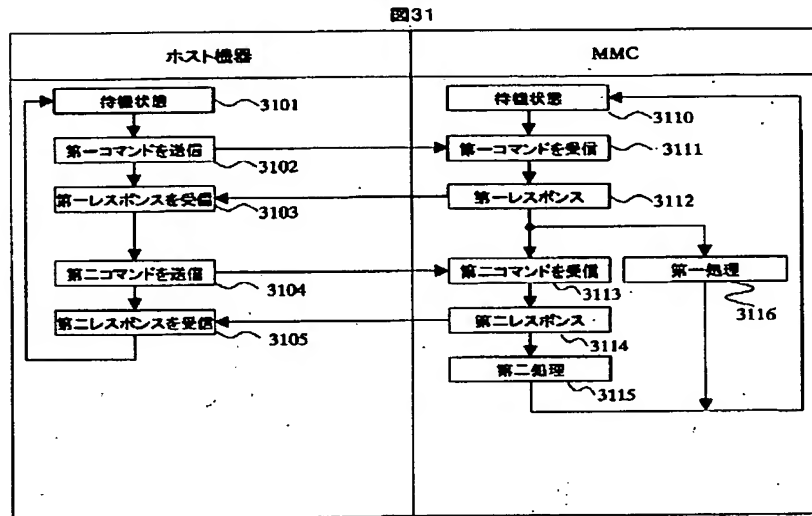 図31
ホスト機器
MMC
待機状態
3101
第一コマンドを送信
3102
第一レスポンスを受信
3103
第二コマンドを送信
3104
第二レスポンスを受信
3105
待機状態
3110
第一コマンドを受信
3111
第一レスポンス
3112
第二コマンドを受信
3113
第一処理
3116
第二レスポンス
3114
第二処理
3115